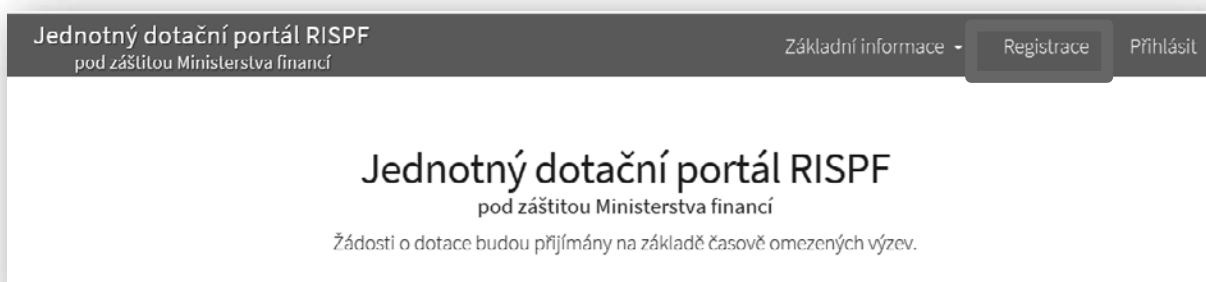 Jednotný dotační portál RISPF
pod záštitou Ministerstva financí
Základní informace Registrace Přihlásit
Jednotný dotační portál RISPF
pod záštitou Ministerstva financí
Žádosti o dotace budou přijímány na základě časově omezených výzev.